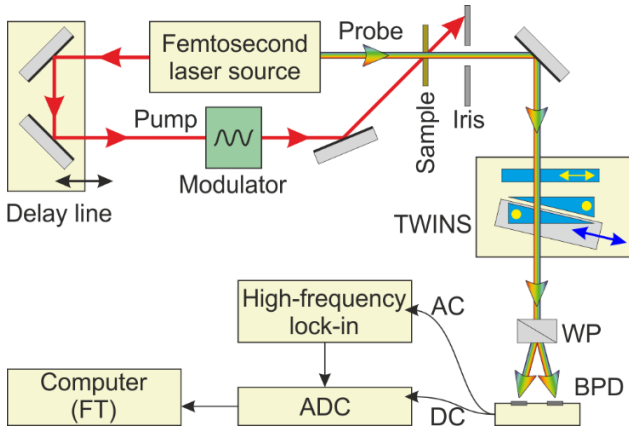 Femtosecond
laser source
Probe
Iris
Sample
Pump
Modulator
Delay line
TWINS
High-frequency
lock-in
AC
WP
BPD
Computer
(FT)
ADC
DC